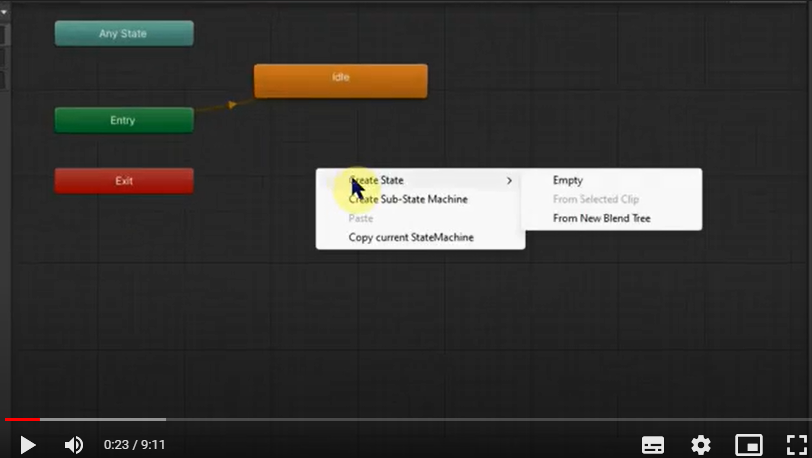 Any State
Idle
Entry
Exit
Create State
Create Sub-State Machine
Paste
Copy current StateMachine
Empty
From Selected Clip
From New Blend Tree
0:23 / 9:11